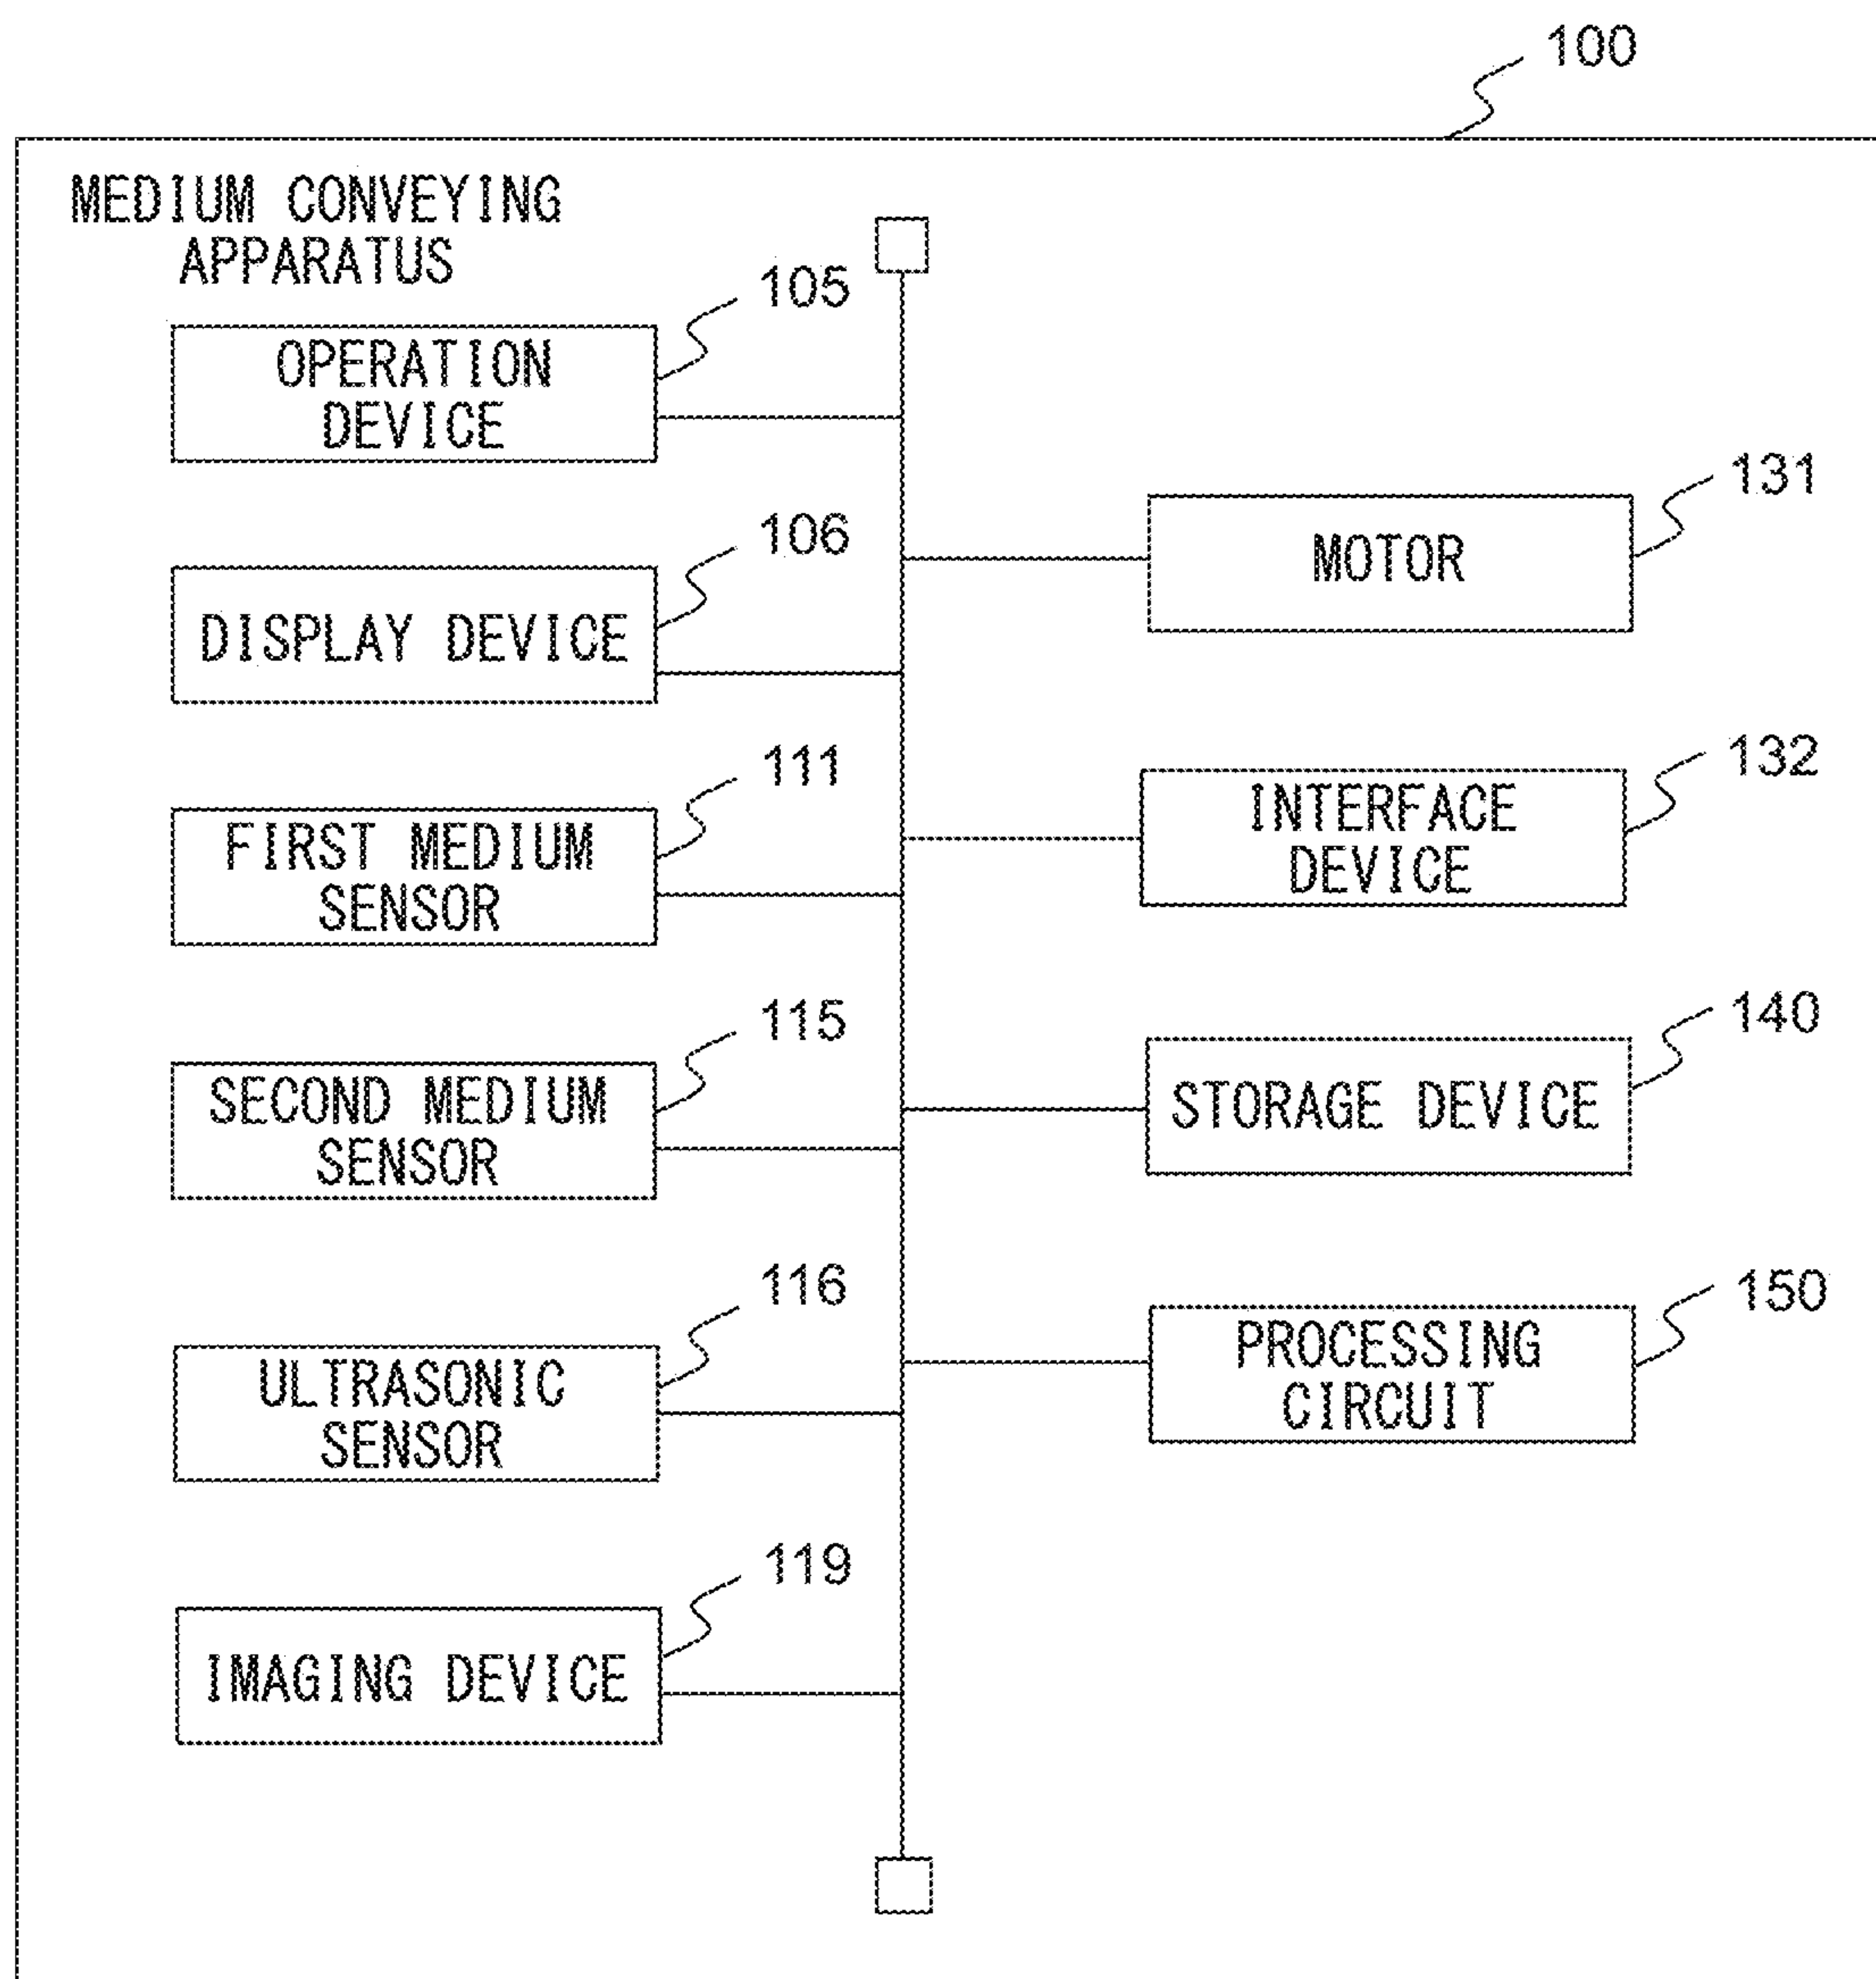 100
MEDIUM CONVEYING
APPARATUS
105
OPERATION
DEVICE
106
DISPLAY DEVICE
111
FIRST MEDIUM
SENSOR
115
SECOND MEDIUM
SENSOR
116
ULTRASONIC
SENSOR
119
IMAGING DEVICE
131
MOTOR
132
INTERFACE
DEVICE
140
STORAGE DEVICE
150
PROCESSING
CIRCUIT